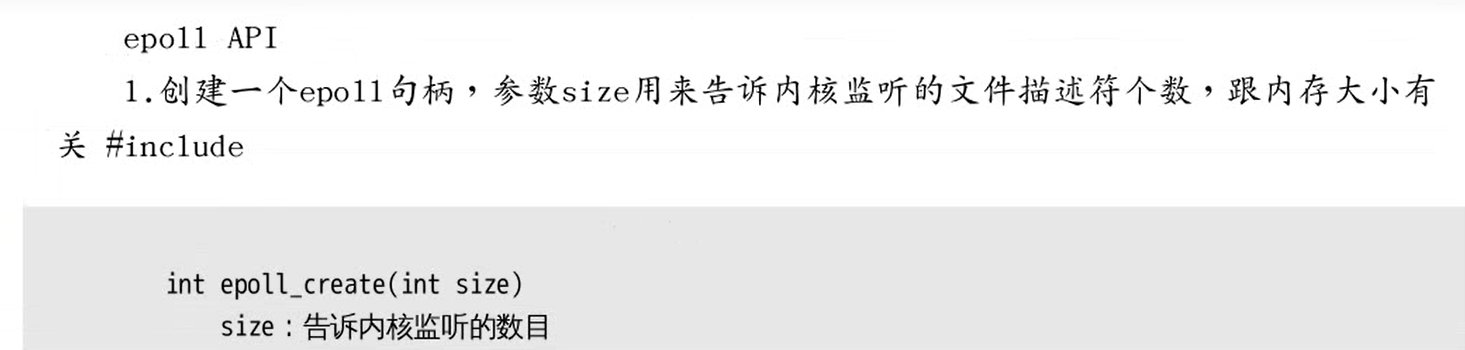 epoll API
1.创建一个epoll句柄，参数size用来告诉内核监听的文件描述符个数，跟内存大小有
关 #include
int epoll_create(int size)
size：告诉内核监听的数目